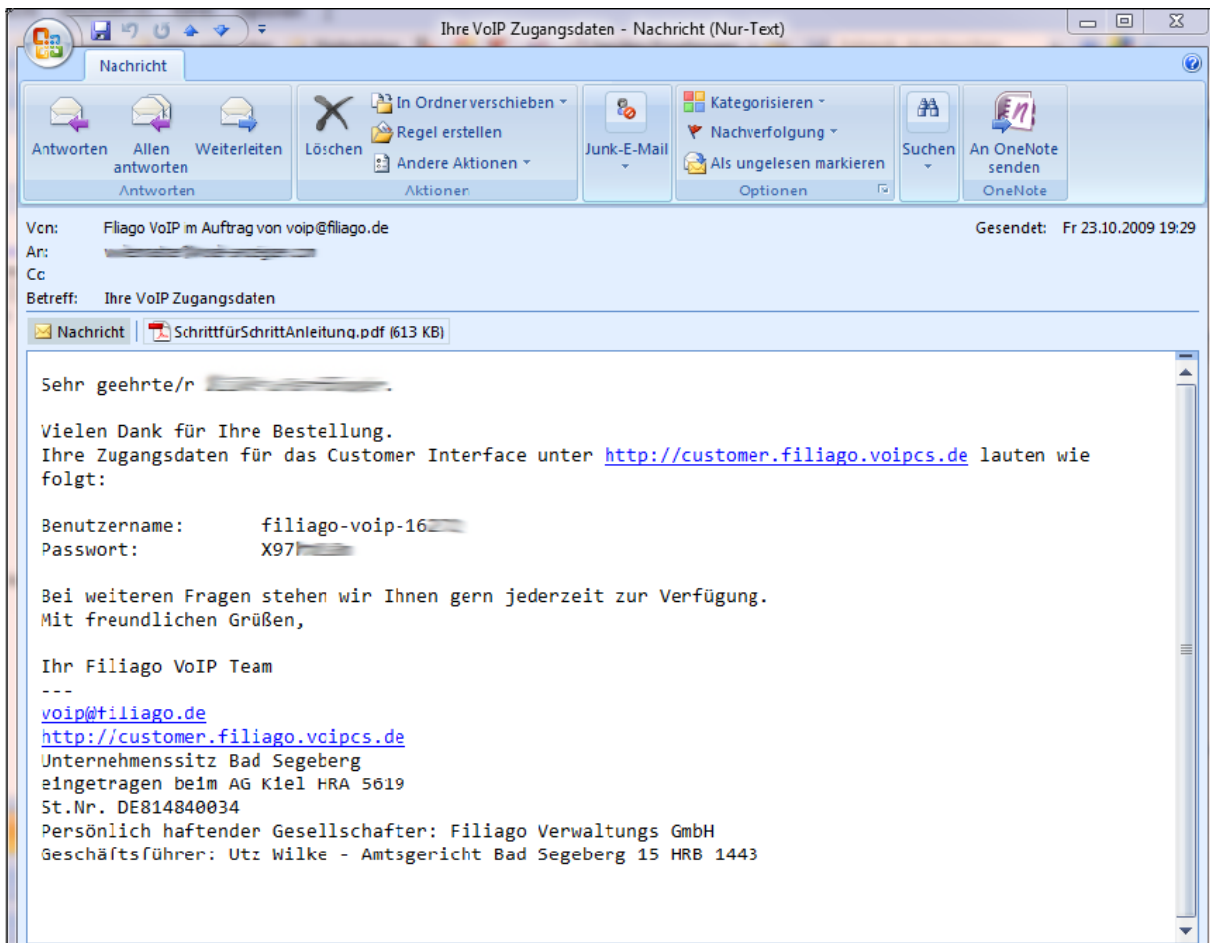 Ihre VoIP Zugangsdaten - Nachricht (Nur-Text)
Nachricht
Antworten
Allen antworten
Weiterleiten
Antworten
Löschen
In Ordner verschieben
Regel erstellen
Andere Aktionen
Aktionen
Junk-E-Mail
Kategorisieren
Nachverfolgung
Als ungelesen markieren
Optionen
Suchen
An OneNote senden
OneNote
Von: Fliago VoIP im Auftrag von voip@filiago.de
Gesendet: Fr 23.10.2009 19:29
An:
Cc
Betreff: Ihre VoIP Zugangsdaten
Nachricht
SchrittfürSchrittAnleitung.pdf (613 KB)
Sehr geehrte/r
Vielen Dank für Ihre Bestellung.
Ihre Zugangsdaten für das Customer Interface unter http://customer.filiago.voipcs.de lauten wie
folgt:
Benutzername: filiago-voip-16
Passwort: X97
Bei weiteren Fragen stehen wir Ihnen gern jederzeit zur Verfügung.
Mit freundlichen Grüßen,
Ihr Filiago VoIP Team
---
voip@filiago.de
http://customer.filiago.voipcs.de
Unternehmenssitz Bad Segeberg
eingetragen beim AG Kiel HRA 5619
St.Nr. DE814840034
Persönlich haftender Gesellschafter: Filiago Verwaltungs GmbH
Geschäftsführer: Utz Wilke - Amtsgericht Bad Segeberg 15 HRB 1443